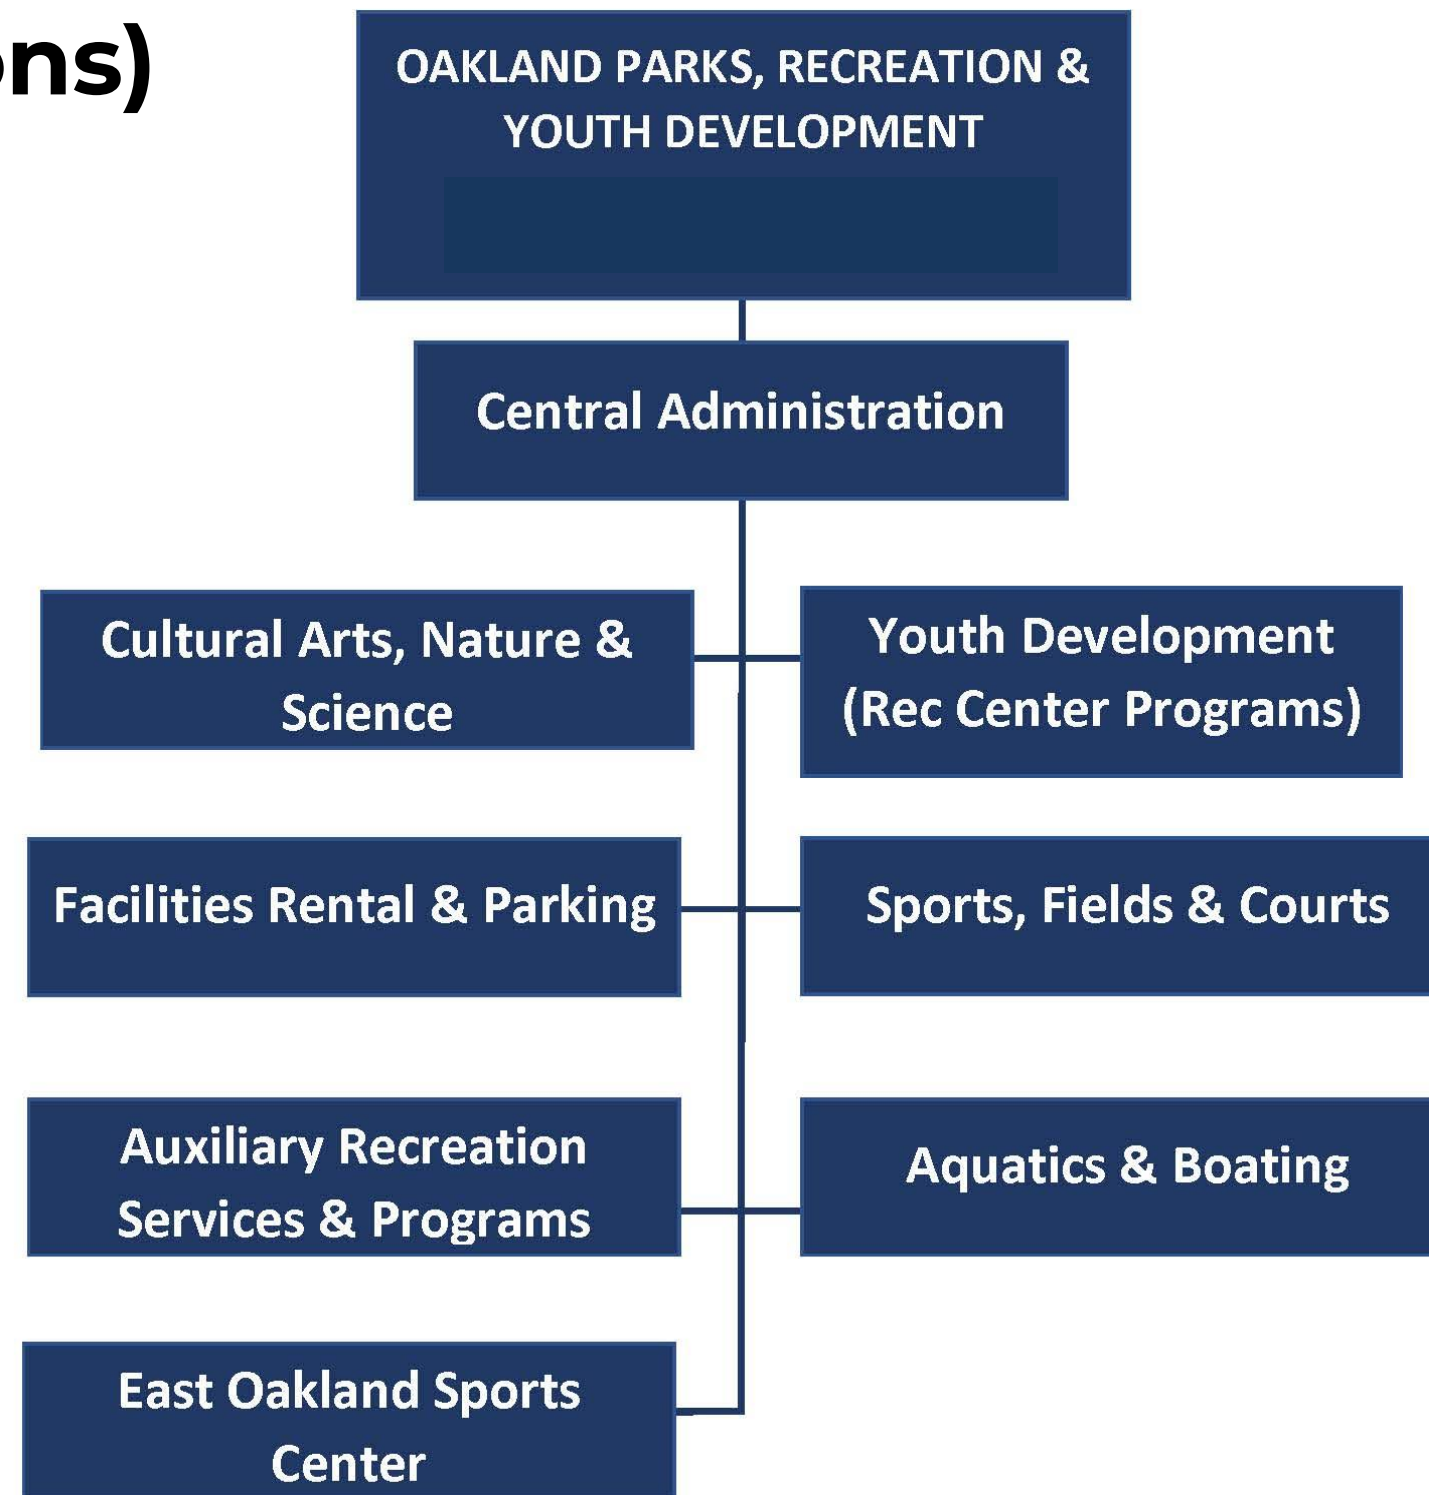 ons)
OAKLAND PARKS, RECREATION &
YOUTH DEVELOPMENT
Central Administration
Cultural Arts, Nature &
Science
Youth Development
(Rec Center Programs)
Facilities Rental & Parking
Sports, Fields & Courts
Auxiliary Recreation
Services & Programs
Aquatics & Boating
East Oakland Sports
Center